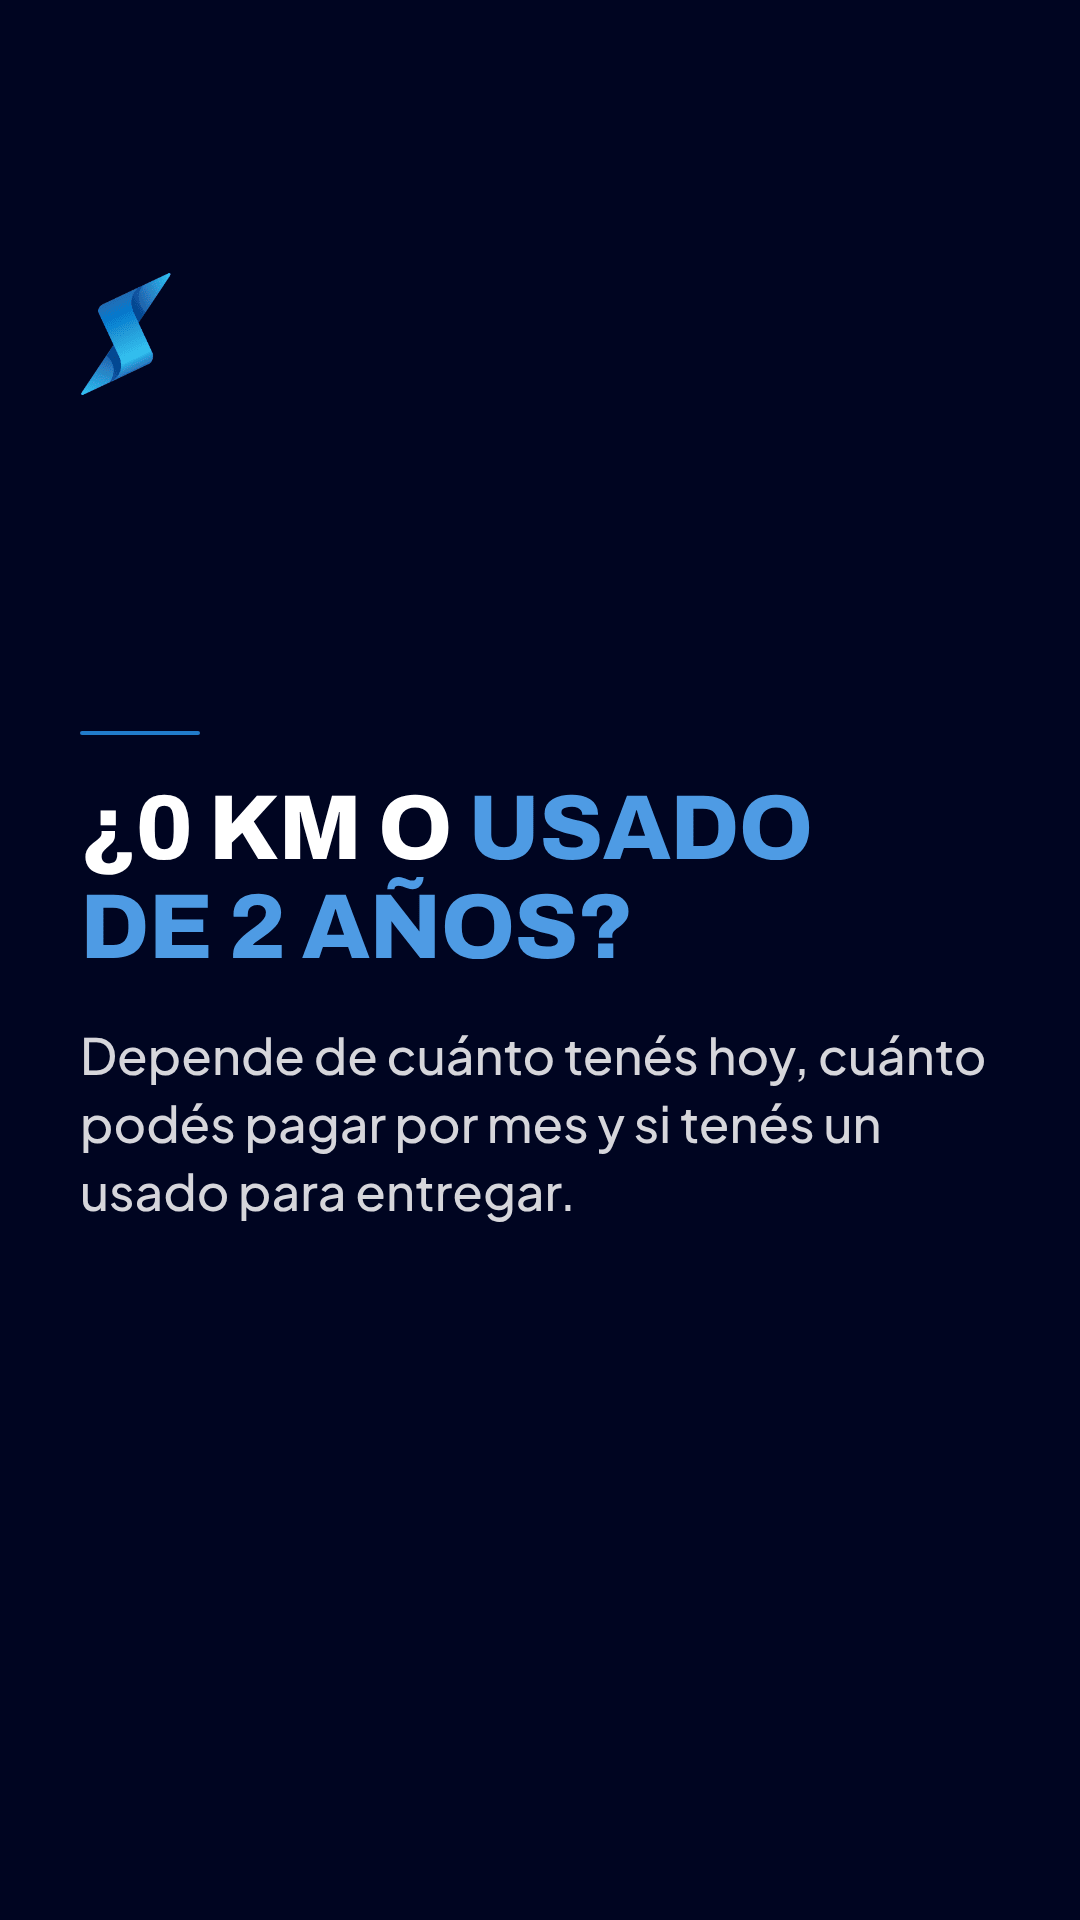 ¿0 KM O USADO
DE 2 AÑOS?
Depende de cuánto tenés hoy, cuánto
podés pagar por mes y si tenés un
usado para entregar.